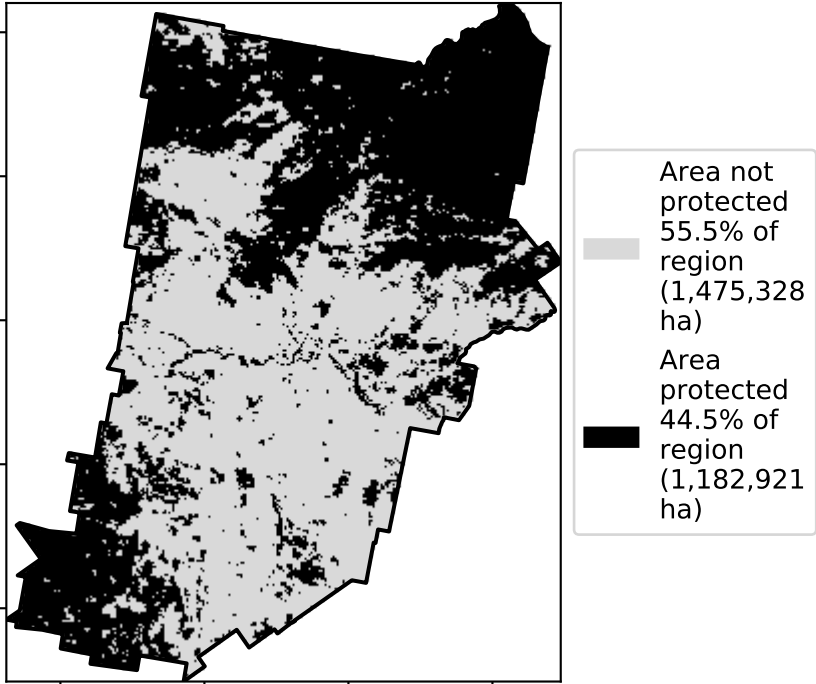 Area not
protected
55.5% of
region
(1,475,328
ha)
Area
protected
44.5% of
region
(1,182,921
ha)